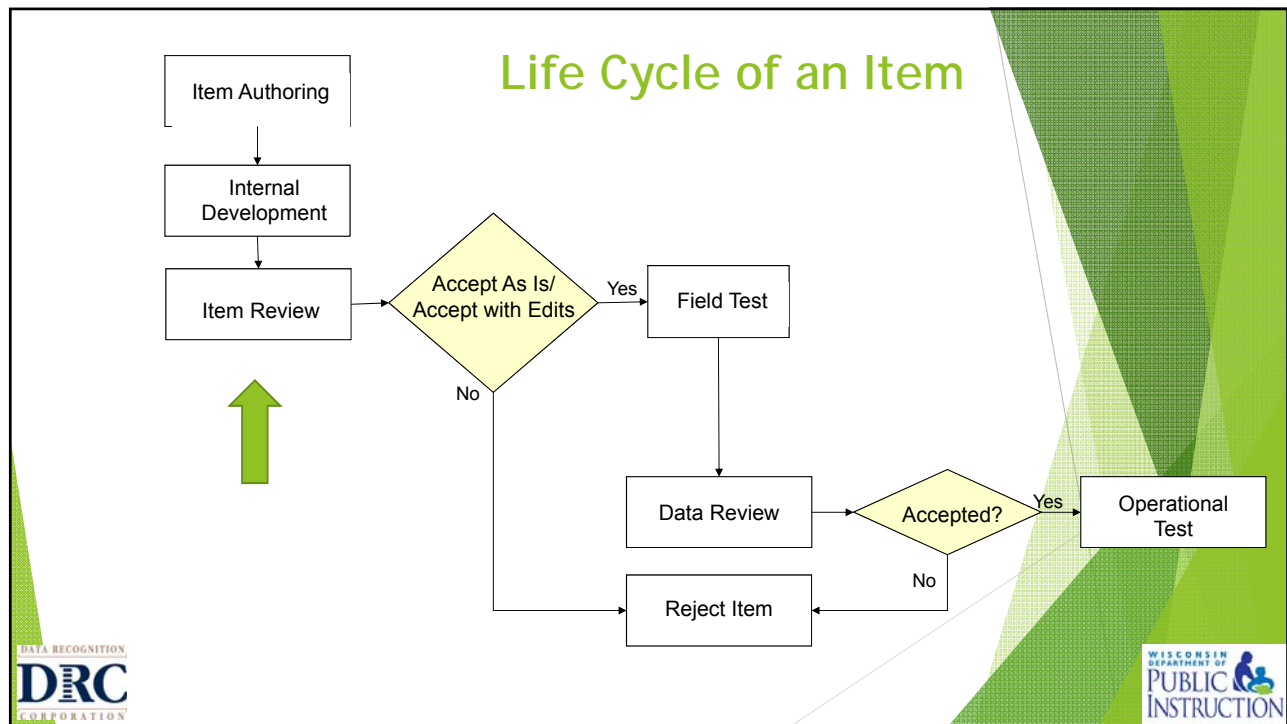 Life Cycle of an Item
Item Authoring
Internal
Development
Item Review
Accept As Is/
Accept with Edits
Yes
Field Test
No
Data Review
Accepted?
Yes
Operational
Test
No
Reject Item
DATA RECOGNITION
DRC
CORPORATION
WISCONSIN
DEPARTMENT OF
PUBLIC
INSTRUCTION